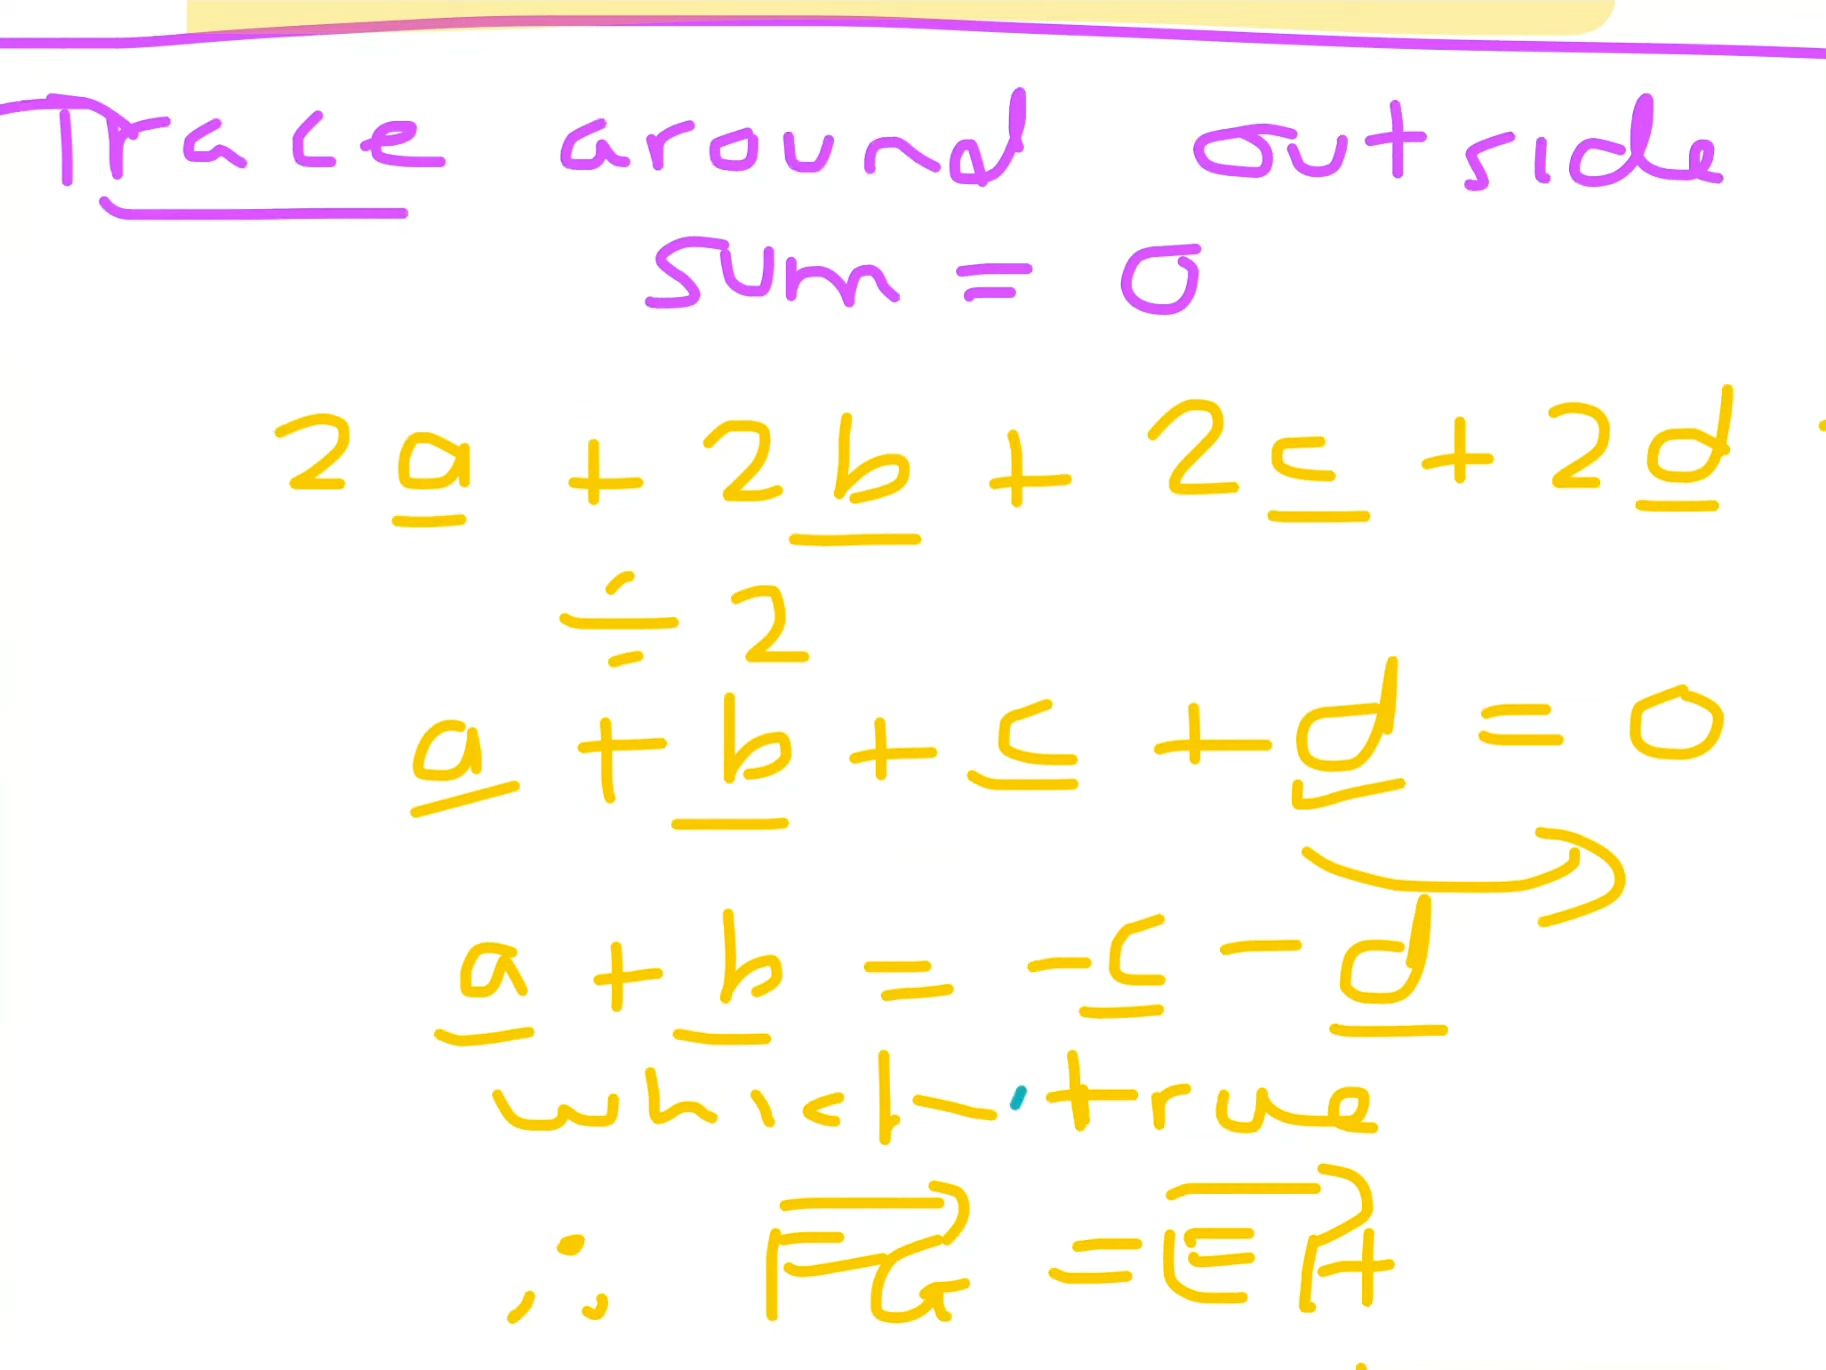 Trace around outside
sum = 0
2a + 2b + 2c + 2d
÷ 2
a + b + c + d = 0
a + b = -c - d
which true
∴ FG = EH